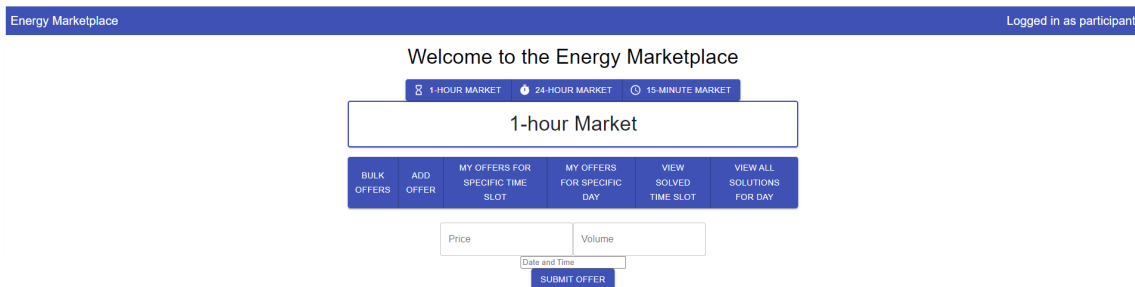 Energy Marketplace Logged in as participant
Welcome to the Energy Marketplace
1-HOUR MARKET 24-HOUR MARKET 15-MINUTE MARKET
1-hour Market
BULK OFFERS
ADD OFFER
MY OFFERS FOR SPECIFIC TIME SLOT
MY OFFERS FOR SPECIFIC DAY
VIEW SOLVED TIME SLOT
VIEW ALL SOLUTIONS FOR DAY
Price Volume
Date and Time
SUBMIT OFFER